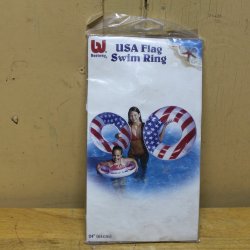 Bestway
USA Flag
Swim Ring
24"